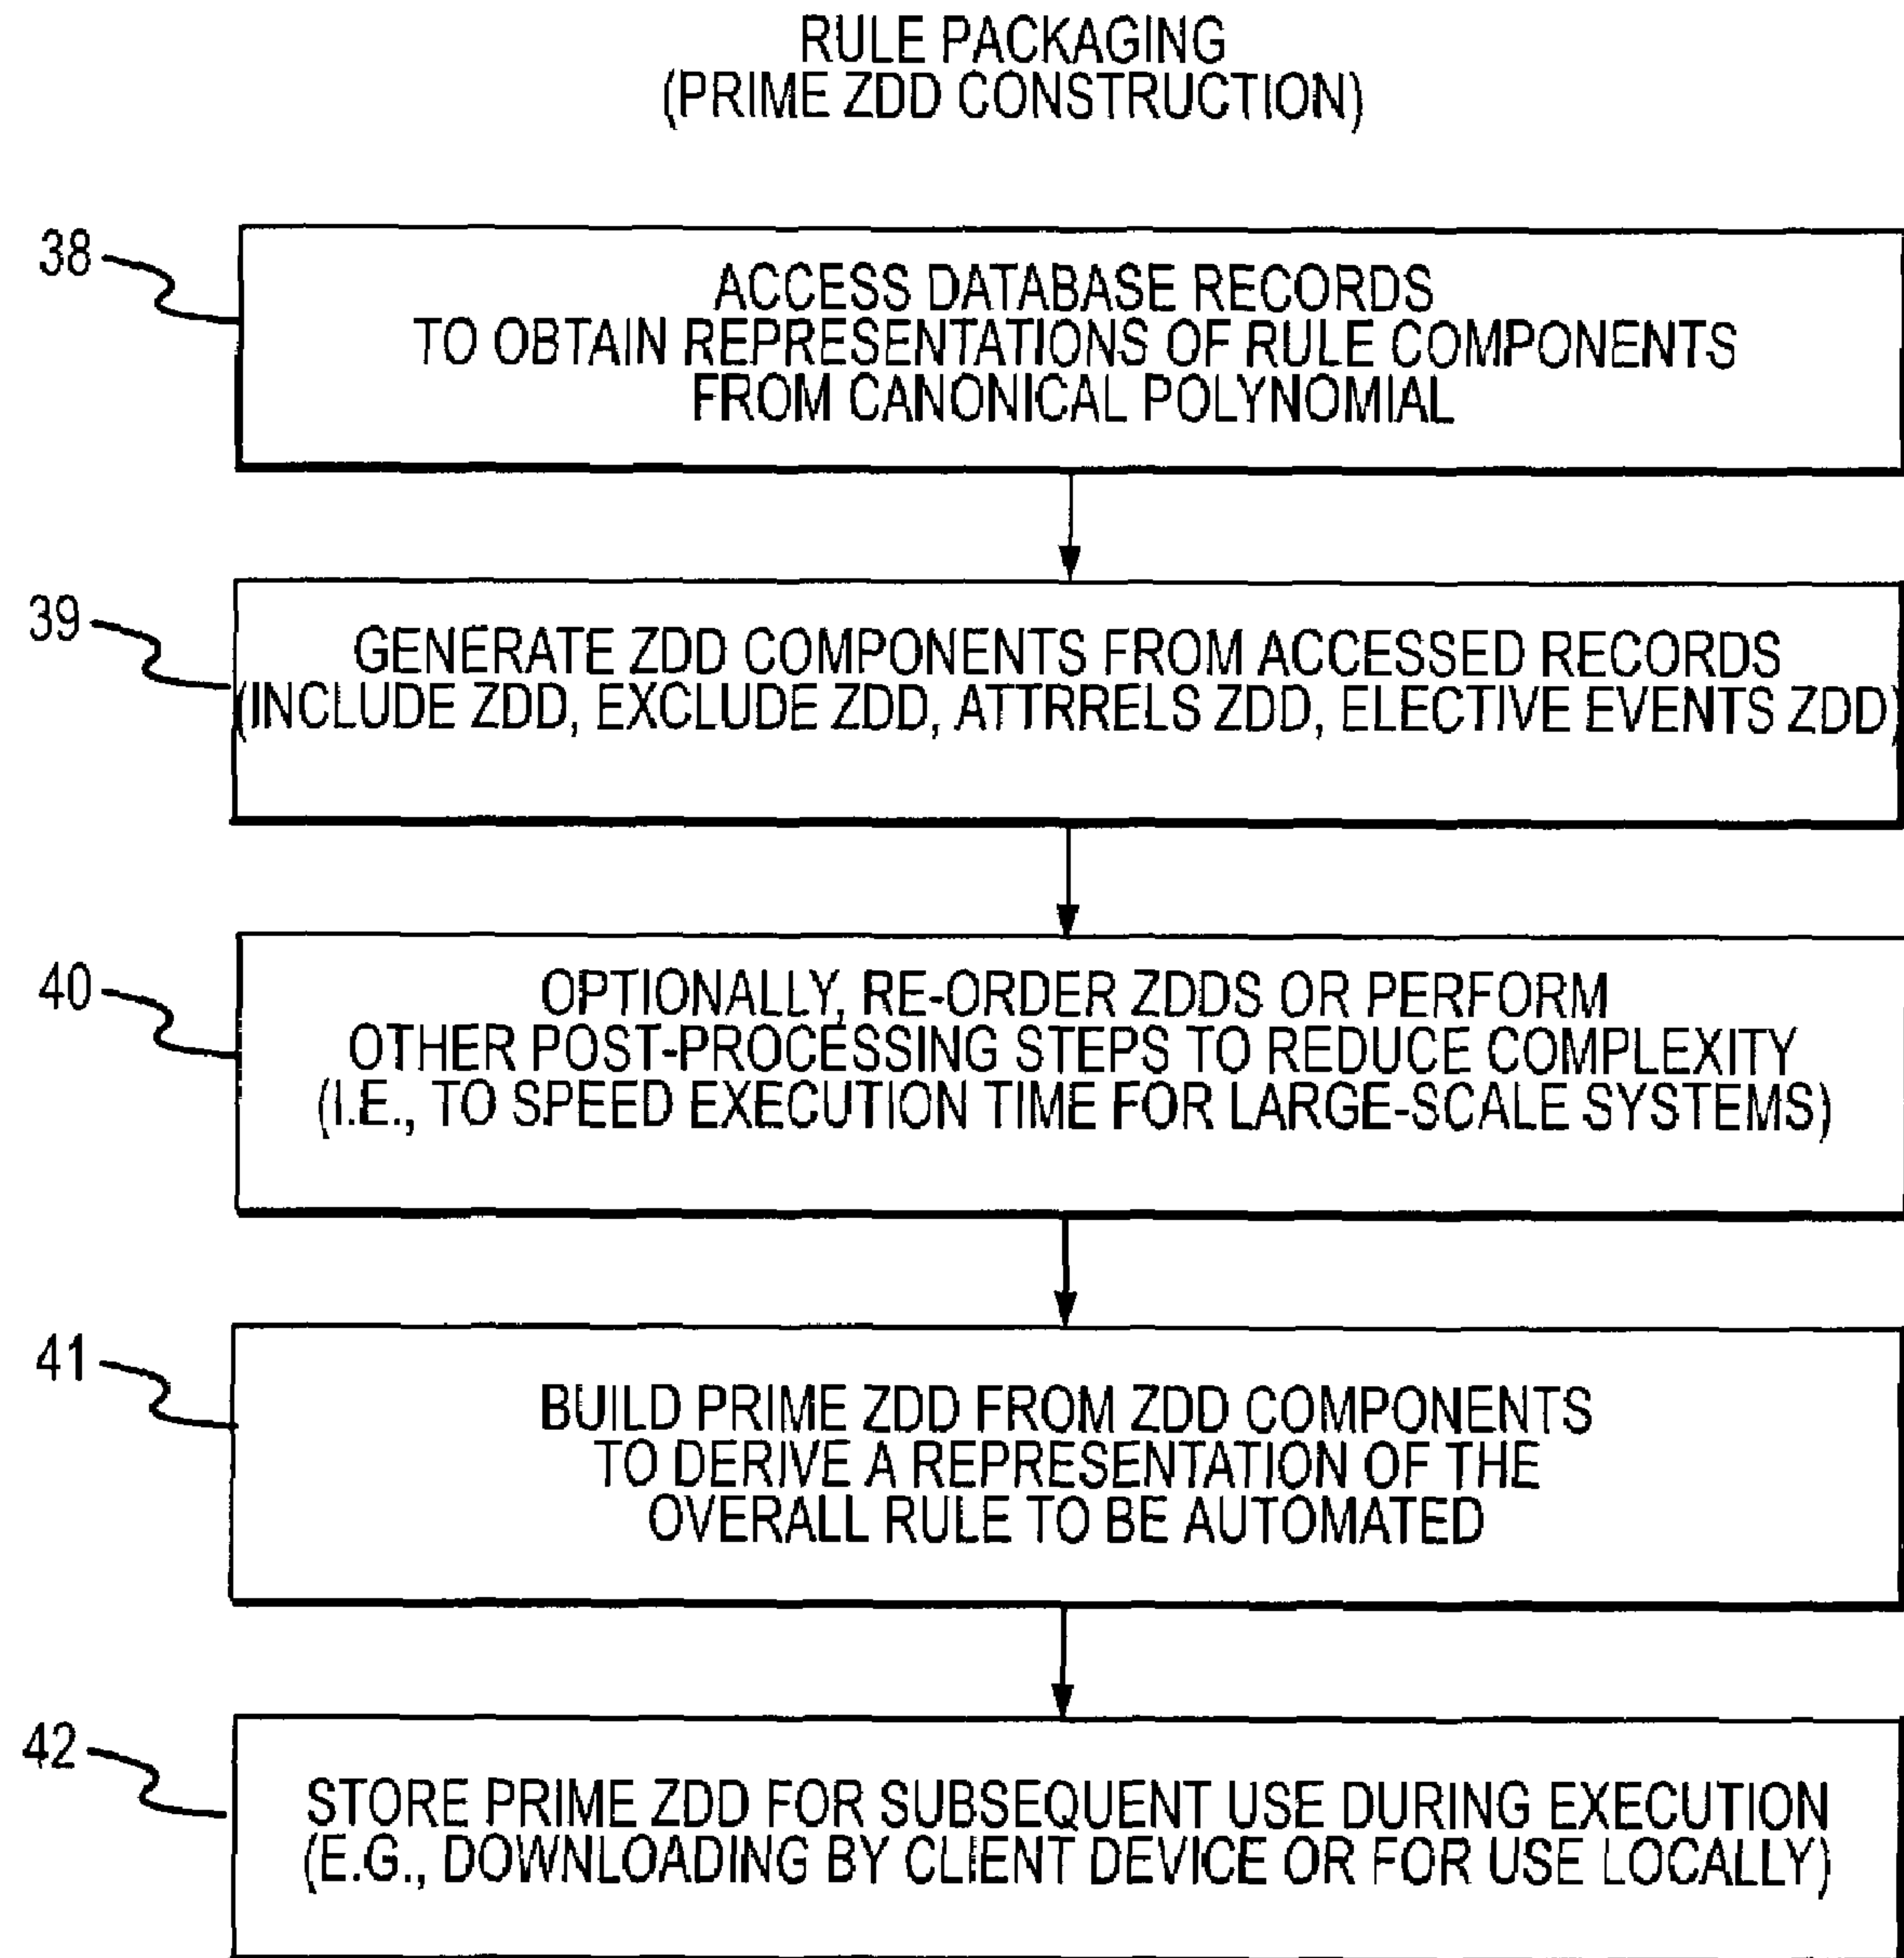 RULE PACKAGING
(PRIME ZDD CONSTRUCTION)
38
ACCESS DATABASE RECORDS
TO OBTAIN REPRESENTATIONS OF RULE COMPONENTS
FROM CANONICAL POLYNOMIAL
39
GENERATE ZDD COMPONENTS FROM ACCESSED RECORDS
(INCLUDE ZDD, EXCLUDE ZDD, ATTRRELS ZDD, ELECTIVE EVENTS ZDD)
40
OPTIONALLY, RE-ORDER ZDDS OR PERFORM
OTHER POST-PROCESSING STEPS TO REDUCE COMPLEXITY
(I.E., TO SPEED EXECUTION TIME FOR LARGE-SCALE SYSTEMS)
41
BUILD PRIME ZDD FROM ZDD COMPONENTS
TO DERIVE A REPRESENTATION OF THE
OVERALL RULE TO BE AUTOMATED
42
STORE PRIME ZDD FOR SUBSEQUENT USE DURING EXECUTION
(E.G., DOWNLOADING BY CLIENT DEVICE OR FOR USE LOCALLY)